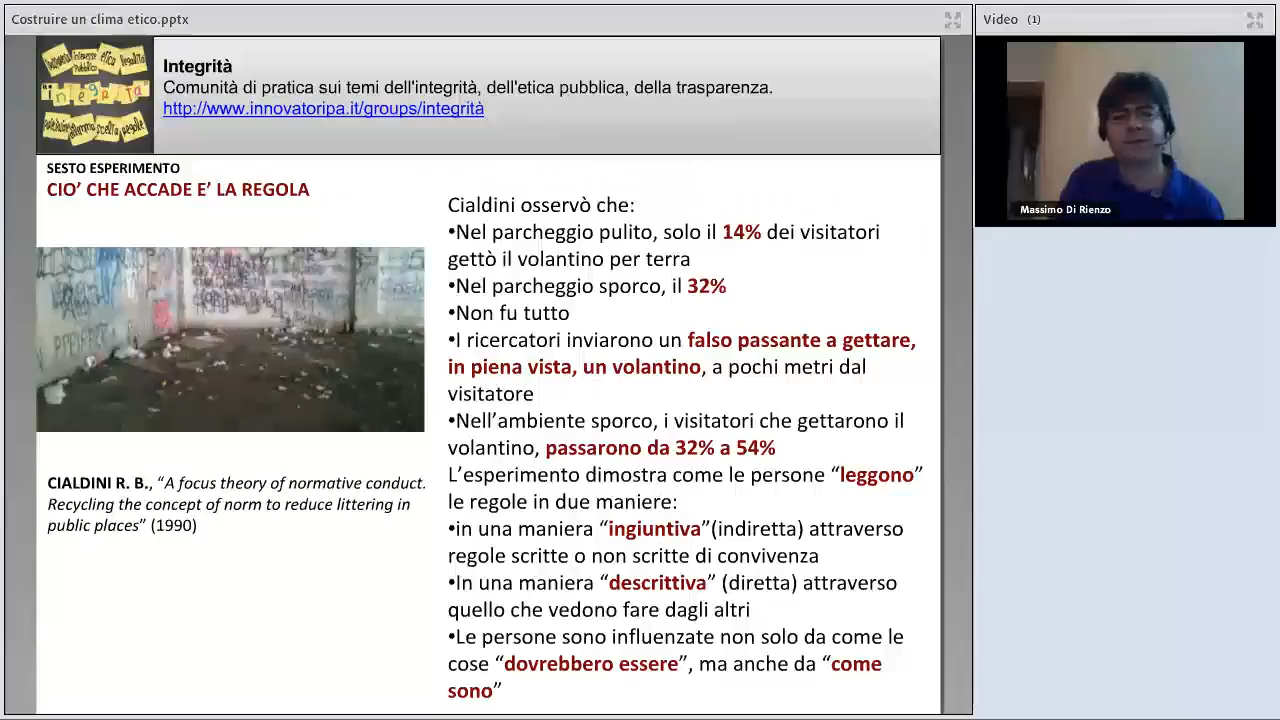 Costruire un clima etico.pptx
Video (1)
interesse
pubblico
etica
legalità
"integrità"
scelta
regole
Integrità
Comunità di pratica sui temi dell'integrità, dell'etica pubblica, della trasparenza.
http://www.innovatoripa.it/groups/integrità
SESTO ESPERIMENTO
CIO’ CHE ACCADE E’ LA REGOLA
CIALDINI R. B., “A focus theory of normative conduct.
Recycling the concept of norm to reduce littering in
public places” (1990)
Cialdini osservò che:
•Nel parcheggio pulito, solo il 14% dei visitatori
gettò il volantino per terra
•Nel parcheggio sporco, il 32%
•Non fu tutto
•I ricercatori inviarono un falso passante a gettare,
in piena vista, un volantino, a pochi metri dal
visitatore
•Nell’ambiente sporco, i visitatori che gettarono il
volantino, passarono da 32% a 54%
L’esperimento dimostra come le persone “leggono”
le regole in due maniere:
•in una maniera “ingiuntiva”(indiretta) attraverso
regole scritte o non scritte di convivenza
•In una maniera “descrittiva” (diretta) attraverso
quello che vedono fare dagli altri
•Le persone sono influenzate non solo da come le
cose “dovrebbero essere”, ma anche da “come
sono”
Massimo Di Rienzo